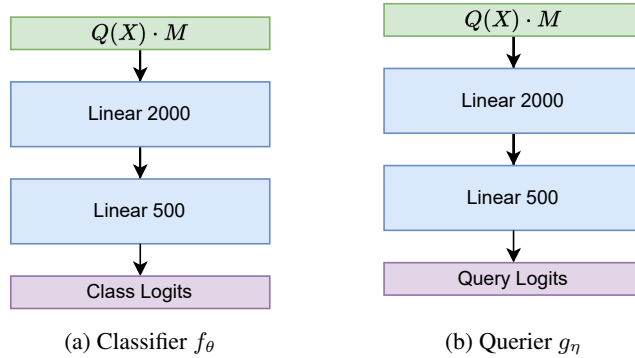 Q(X) · M
Linear 2000
Linear 500
Class Logits
(a) Classifier f_θ
Q(X) · M
Linear 2000
Linear 500
Query Logits
(b) Querier g_η